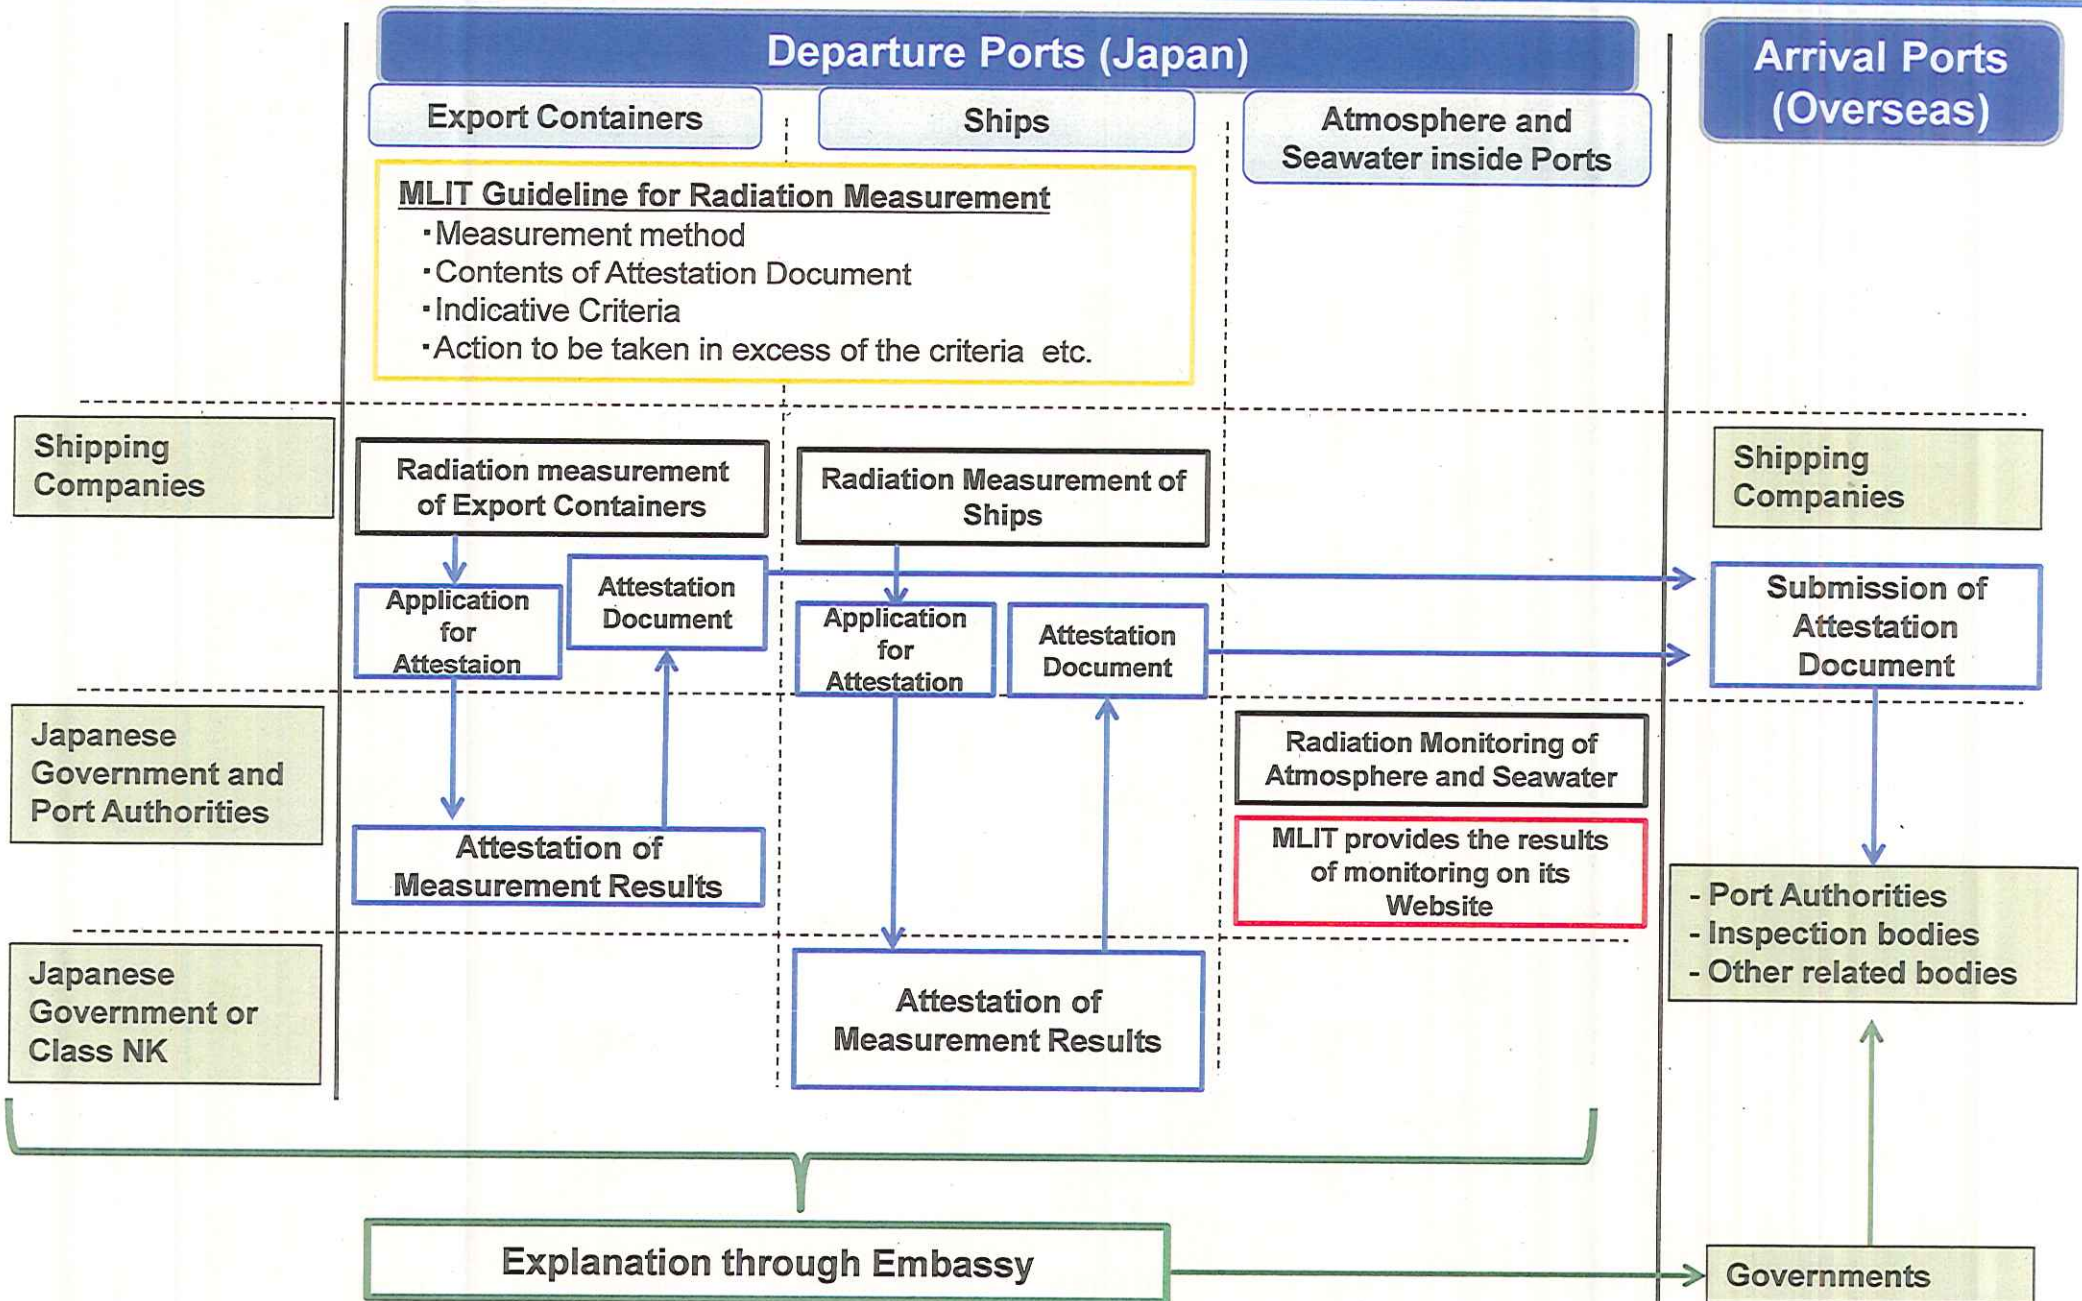 Departure Ports (Japan)
Arrival Ports
(Overseas)
Export Containers
Ships
Atmosphere and
Seawater inside Ports
MLIT Guideline for Radiation Measurement
・Measurement method
・Contents of Attestation Document
・Indicative Criteria
・Action to be taken in excess of the criteria etc.
Shipping
Companies
Radiation measurement
of Export Containers
Radiation Measurement of
Ships
Shipping
Companies
Application
for
Attestaion
Attestation
Document
Application
for
Attestation
Attestation
Document
Submission of
Attestation
Document
Japanese
Government and
Port Authorities
Attestation of
Measurement Results
Radiation Monitoring of
Atmosphere and Seawater
MLIT provides the results
of monitoring on its
Website
- Port Authorities
- Inspection bodies
- Other related bodies
Japanese
Government or
Class NK
Attestation of
Measurement Results
Explanation through Embassy
Governments